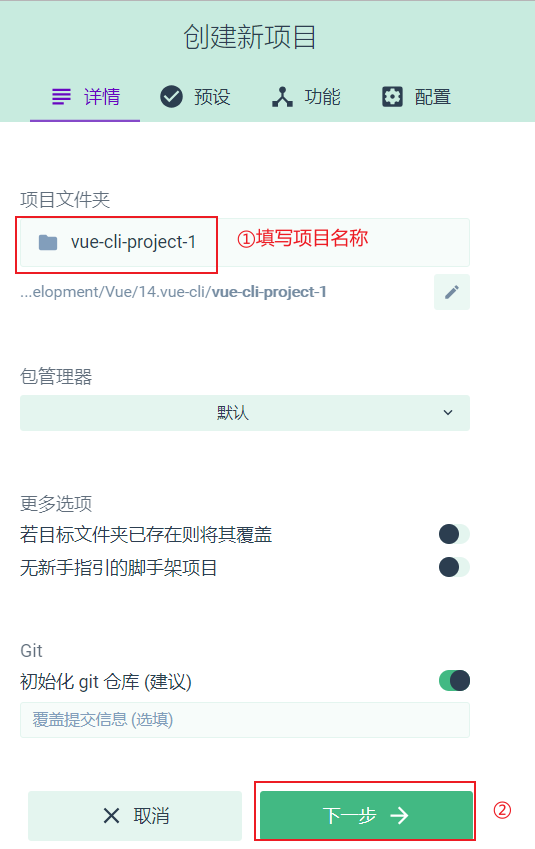 创建新项目
详情 预设 功能 配置
项目文件夹
vue-cli-project-1 ①填写项目名称
...elopment/Vue/14.vue-cli/vue-cli-project-1
包管理器
默认
更多选项
若目标文件夹已存在则将其覆盖
无新手指引的脚手架项目
Git
初始化 git 仓库 (建议)
覆盖提交信息 (选填)
取消 下一步 ②